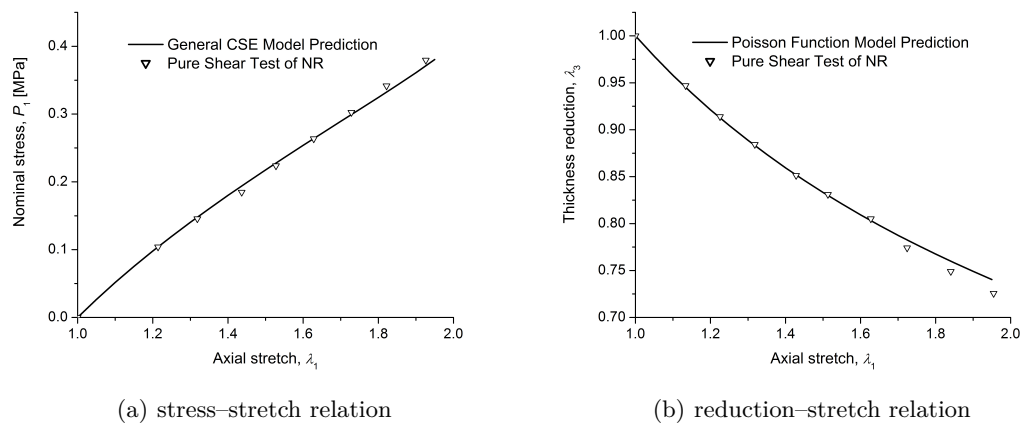 General CSE Model Prediction
Pure Shear Test of NR
Nominal stress, P₁ [MPa]
0.4
0.3
0.2
0.1
0.0
1.0 1.2 1.4 1.6 1.8 2.0
Axial stretch, λ₁
(a) stress–stretch relation
Poisson Function Model Prediction
Pure Shear Test of NR
Thickness reduction, λ₃
1.00
0.95
0.90
0.85
0.80
0.75
0.70
1.0 1.2 1.4 1.6 1.8 2.0
Axial stretch, λ₁
(b) reduction–stretch relation